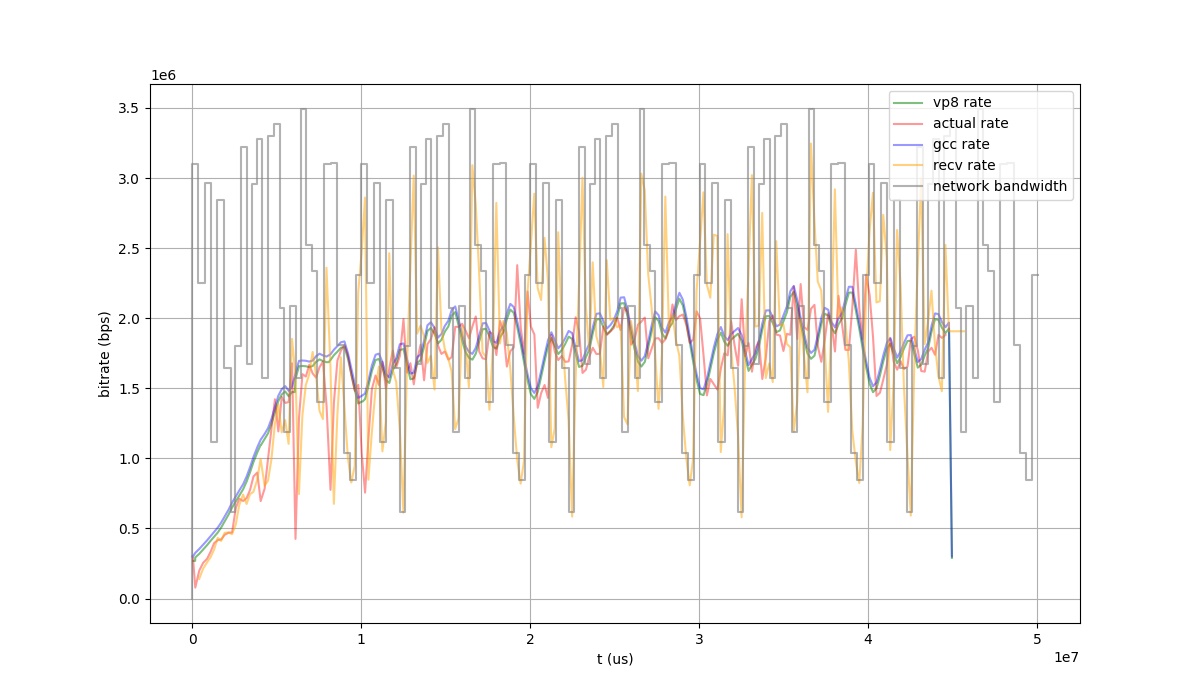 1e6
3.5
3.0
2.5
2.0
1.5
1.0
0.5
0.0
bitrate (bps)
vp8 rate
actual rate
gcc rate
recv rate
network bandwidth
0 1 2 3 4 5
t (us)
1e7